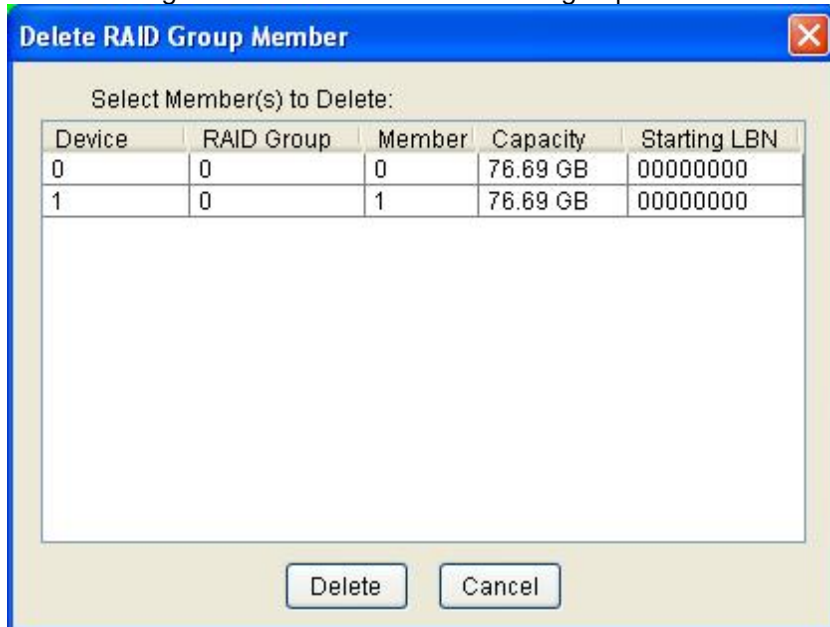 Delete RAID Group Member
Select Member(s) to Delete:
Device RAID Group Member Capacity Starting LBN
0 0 0 76.69 GB 00000000
1 0 1 76.69 GB 00000000
Delete Cancel